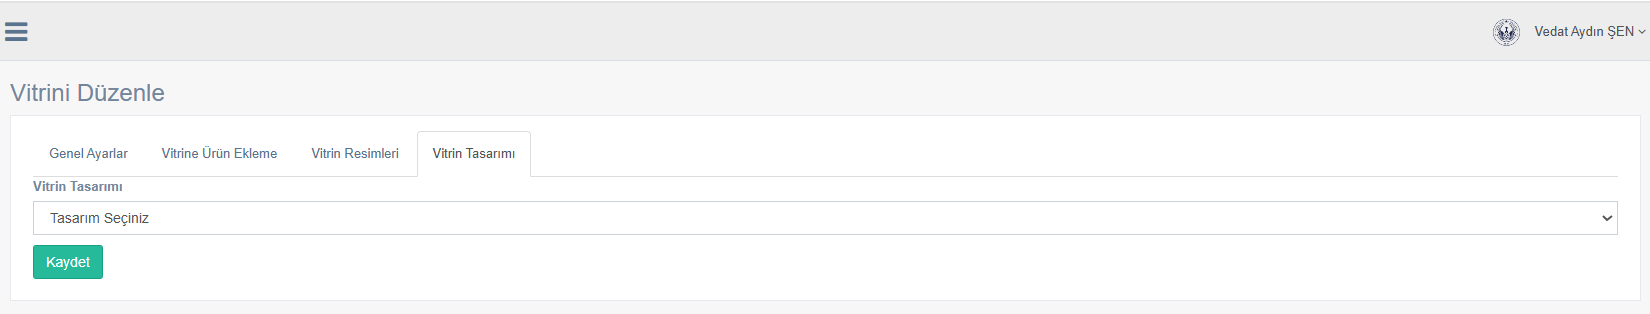 Vedat Aydın ŞEN
Vitrini Düzenle
Genel Ayarlar Vitrine Ürün Ekleme Vitrin Resimleri Vitrin Tasarımı
Vitrin Tasarımı
Tasarım Seçiniz
Kaydet